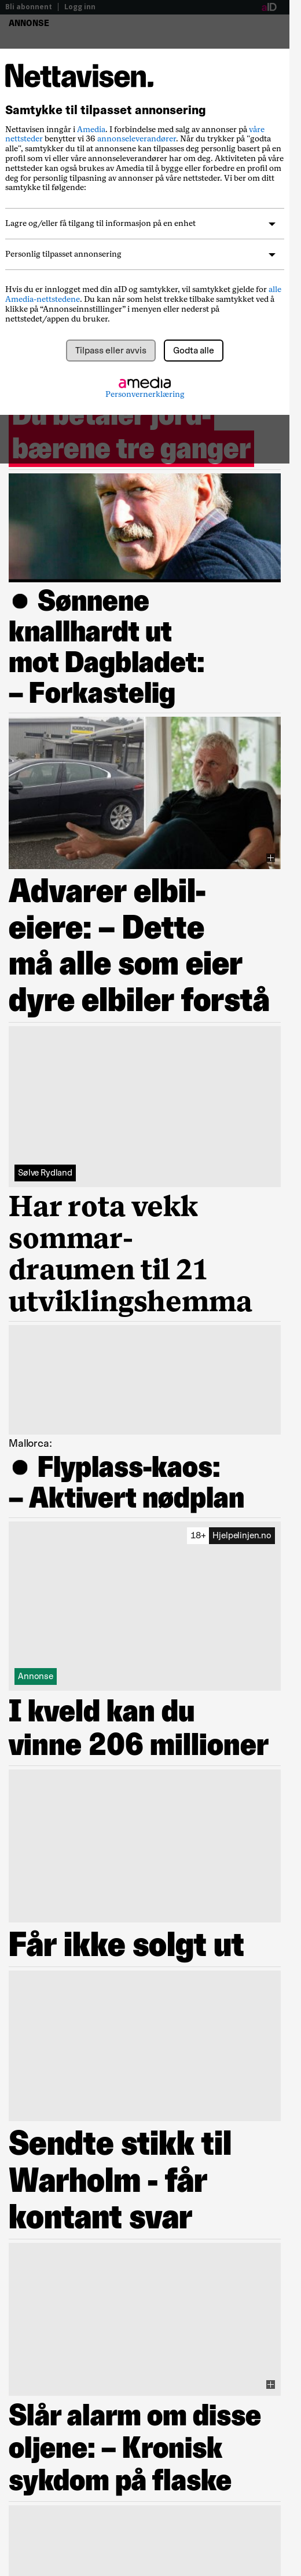 Bli abonnent | Logg inn
aID
ANNONSE
Nettavisen.
Samtykke til tilpasset annonsering
Nettavisen inngår i Amedia. I forbindelse med salg av annonser på våre
nettsteder benytter vi 36 annonseleverandører. Når du trykker på "godta
alle", samtykker du til at annonsene kan tilpasses deg personlig basert på en
profil som vi eller våre annonseleverandører har om deg. Aktiviteten på våre
nettsteder kan også brukes av Amedia til å bygge eller forbedre en profil om
deg for personlig tilpasning av annonser på våre nettsteder. Vi ber om ditt
samtykke til følgende:
Lagre og/eller få tilgang til informasjon på en enhet
Personlig tilpasset annonsering
Hvis du er innlogget med din aID og samtykker, vil samtykket gjelde for alle
Amedia-nettstedene. Du kan når som helst trekke tilbake samtykket ved å
klikke på “Annonseinnstillinger” i menyen eller nederst på
nettstedet/appen du bruker.
Tilpass eller avvis
Godta alle
amedia
Personvernerklæring
Du betaler jord-
bærene tre ganger
● Sønnene
knallhardt ut
mot Dagbladet:
– Forkastelig
Advarer elbil-
eiere: – Dette
må alle som eier
dyre elbiler forstå
Sølve Rydland
Har rota vekk
sommar-
draumen til 21
utviklingshemma
Mallorca:
● Flyplass-kaos:
– Aktivert nødplan
18+ Hjelpelinjen.no
Annonse
I kveld kan du
vinne 206 millioner
Får ikke solgt ut
Sendte stikk til
Warholm - får
kontant svar
Slår alarm om disse
oljene: – Kronisk
sykdom på flaske